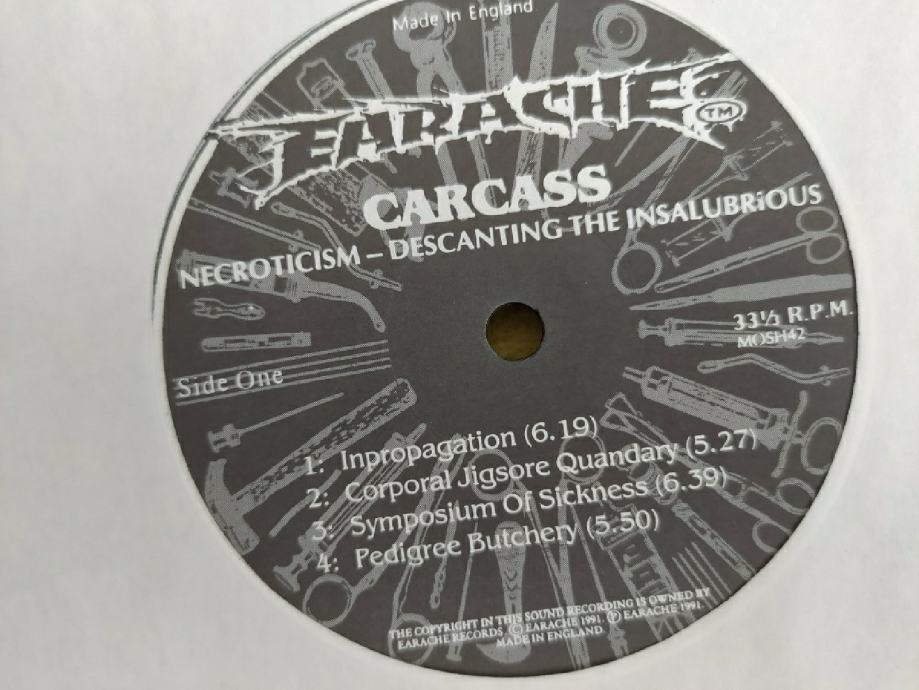 Made In England
EARACHE TM
CARCASS
NECROTICISM – DESCANTING THE INSALUBRiOUS
33⅓ R.P.M.
MOSH42
Side One
1: Inpropagation (6.19)
2: Corporal Jigsore Quandary (5.27)
3: Symposium Of Sickness (6.39)
4: Pedigree Butchery (5.50)
THE COPYRIGHT IN THIS SOUND RECORDING IS OWNED BY
EARACHE RECORDS. Ⓒ EARACHE 1991. Ⓟ EARACHE 1991.
MADE IN ENGLAND.